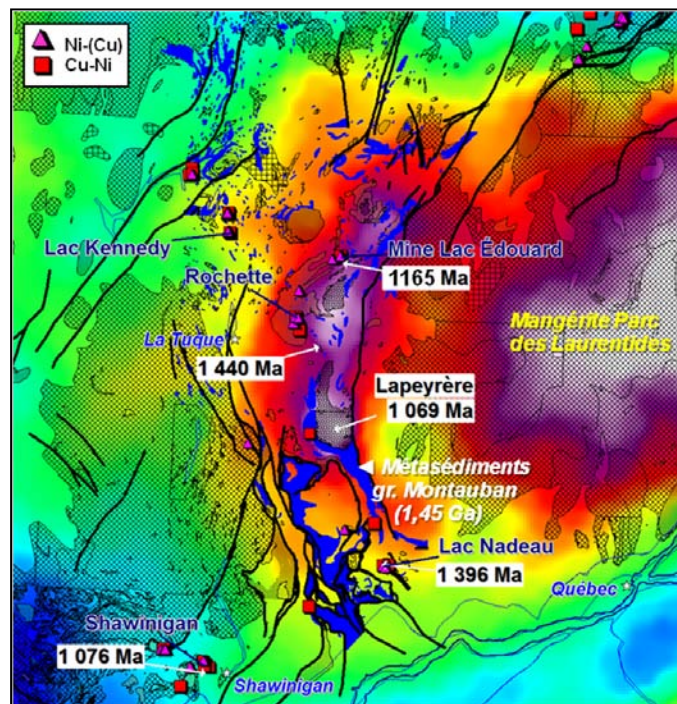 Ni-(Cu)
Cu-Ni
Lac Kennedy
Mine Lac Édouard
1165 Ma
Rochette
La Tuque
Mangérite Parc
des Laurentides
1 440 Ma
Lapeyrère
1 069 Ma
Métasédiments
gr. Montauban
(1,45 Ga)
Lac Nadeau
1 396 Ma
Québec
Shawinigan
1 076 Ma
Shawinigan